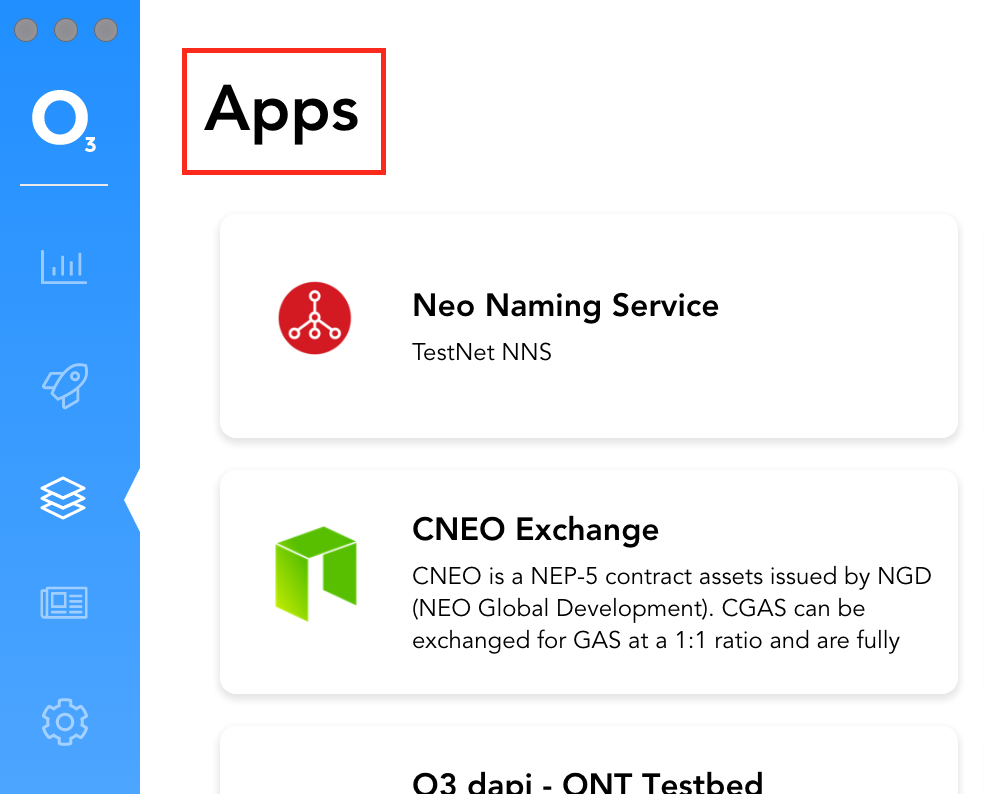 O3
Apps
Neo Naming Service
TestNet NNS
CNEO Exchange
CNEO is a NEP-5 contract assets issued by NGD
(NEO Global Development). CGAS can be
exchanged for GAS at a 1:1 ratio and are fully
O3 dapi - ONT Testbed